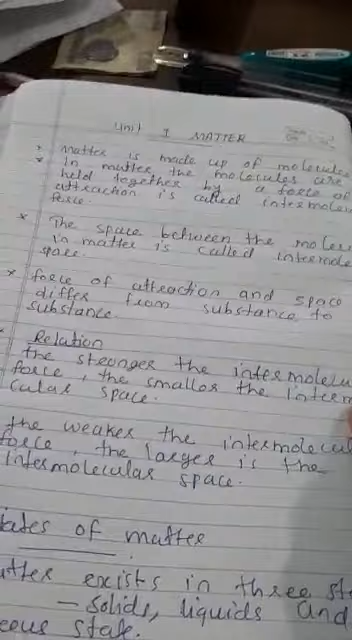 Unit 1 MATTER
* Matter is made up of molecules
* In matter the molecules are
held together by a force of
attraction is called intermolecu
force.
* The space between the molecu
in matter is called intermole
space.
* force of attraction and space
differ from substance to
substance.
Relation
the stronger the intermolecu
force, the smaller the interm
cular space.
the weaker the intermolecul
force, the larger is the
intermolecular space.
tates of matter
atter exists in three st
- solids, liquids and
eous state.